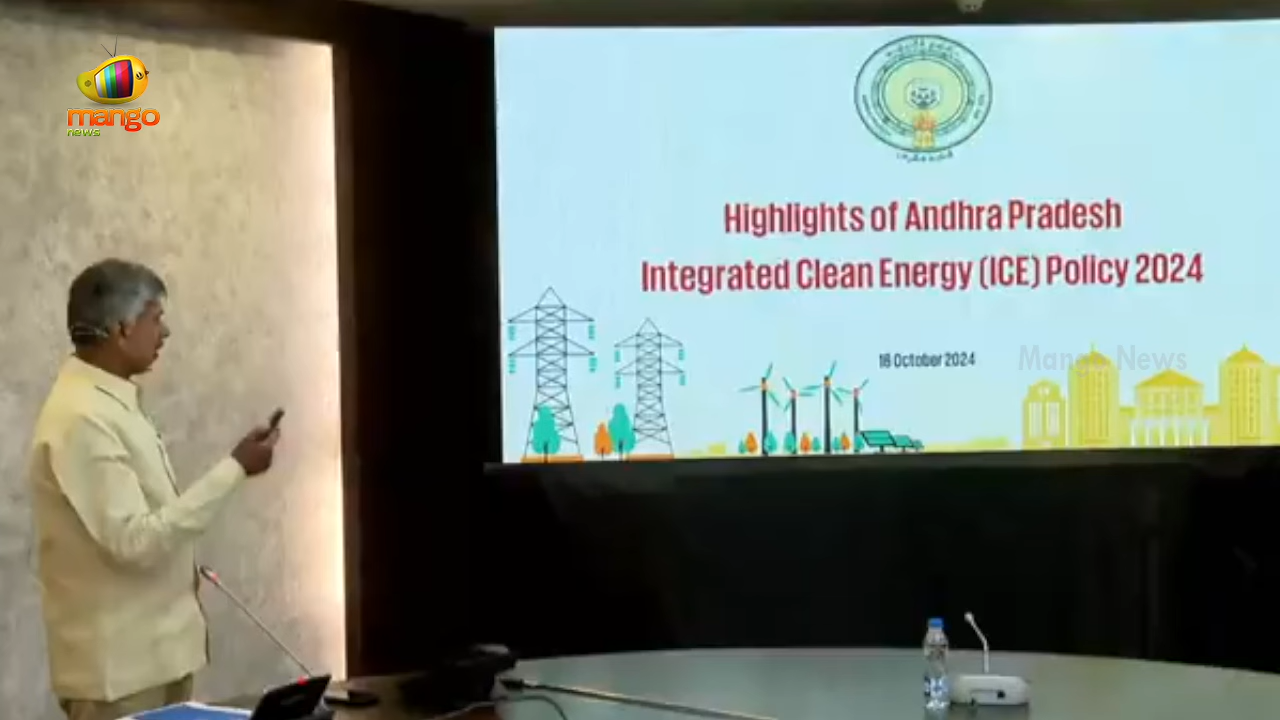 mango
news
Highlights of Andhra Pradesh
Integrated Clean Energy (ICE) Policy 2024
16 October 2024
Mango News